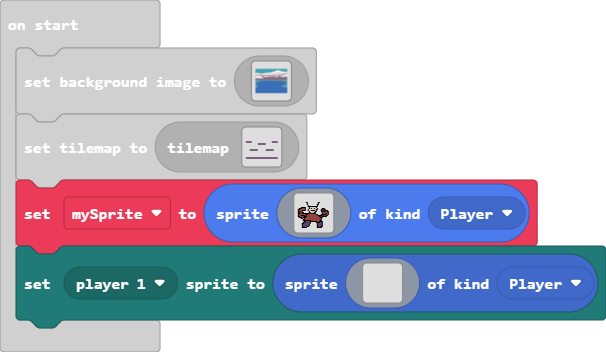 on start
set background image to
set tilemap to tilemap
set mySprite to sprite of kind Player
set player 1 sprite to sprite of kind Player